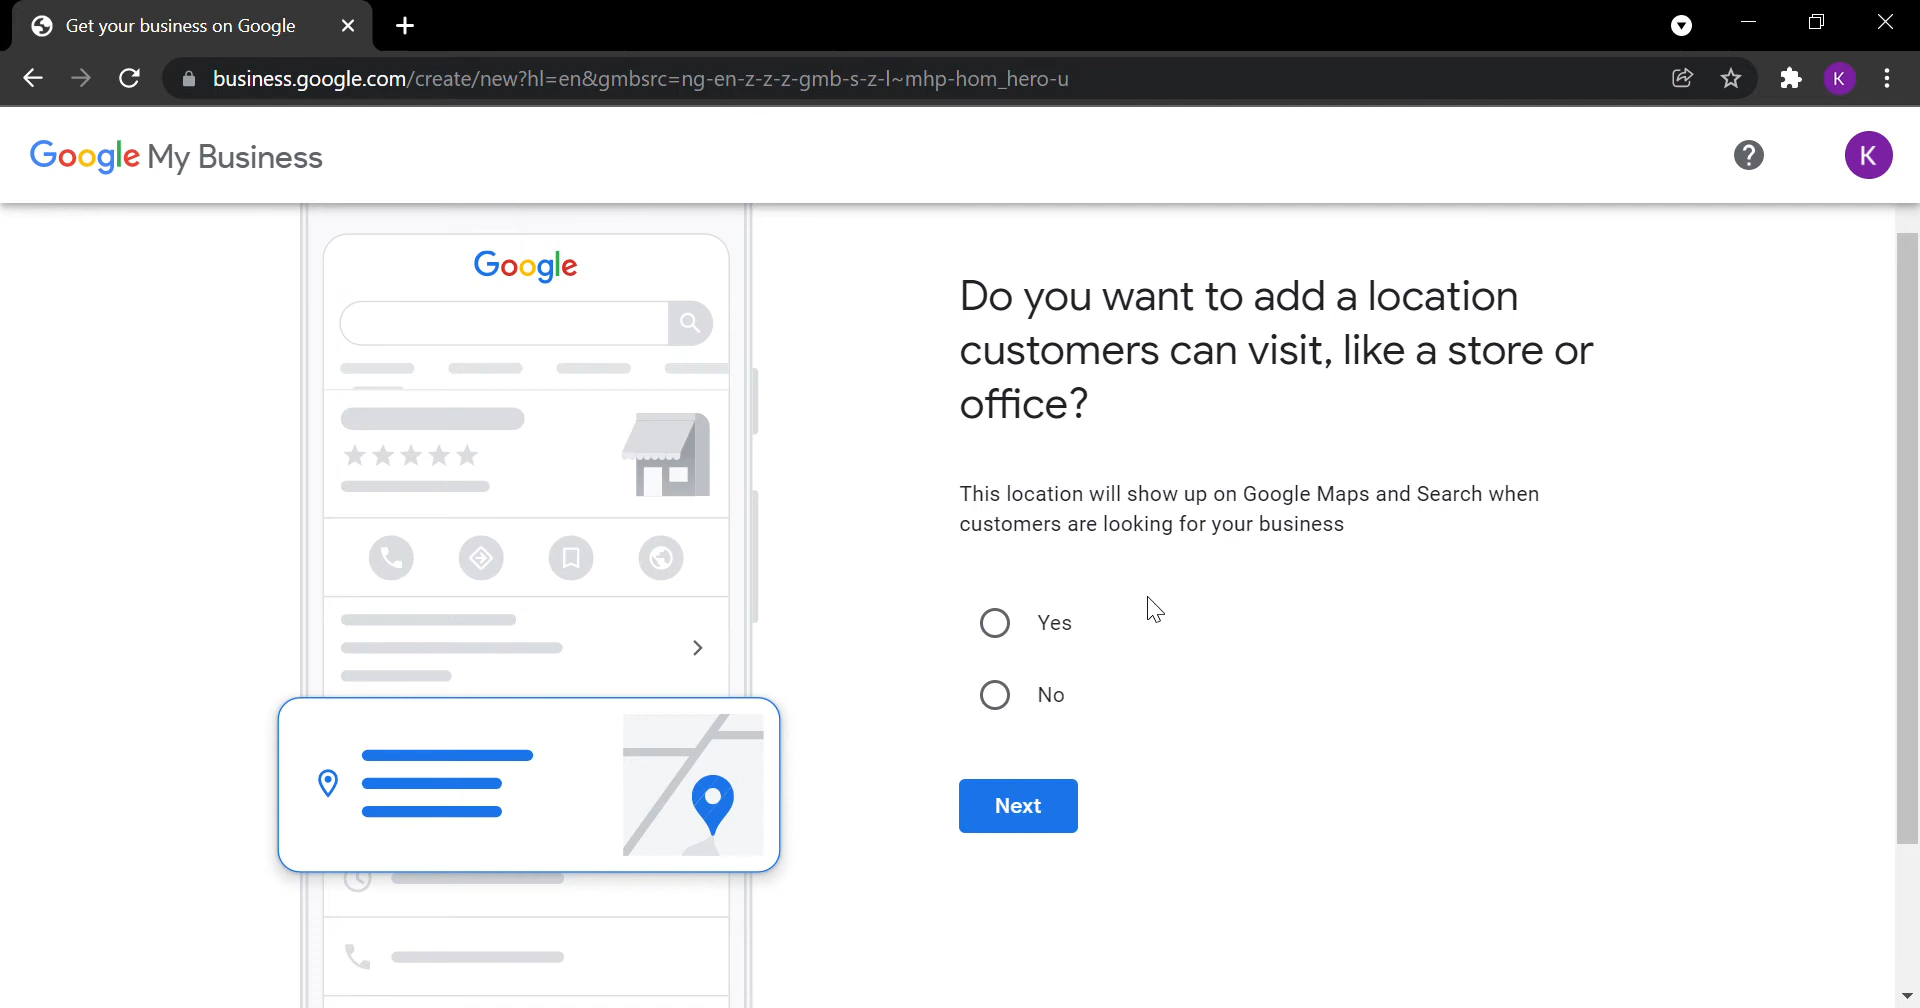 Get your business on Google
business.google.com/create/new?hl=en&gmbsrc=ng-en-z-z-z-gmb-s-z-l~mhp-hom_hero-u
K
Google My Business
?
K
Google
Do you want to add a location
customers can visit, like a store or
office?
This location will show up on Google Maps and Search when
customers are looking for your business
Yes
No
Next